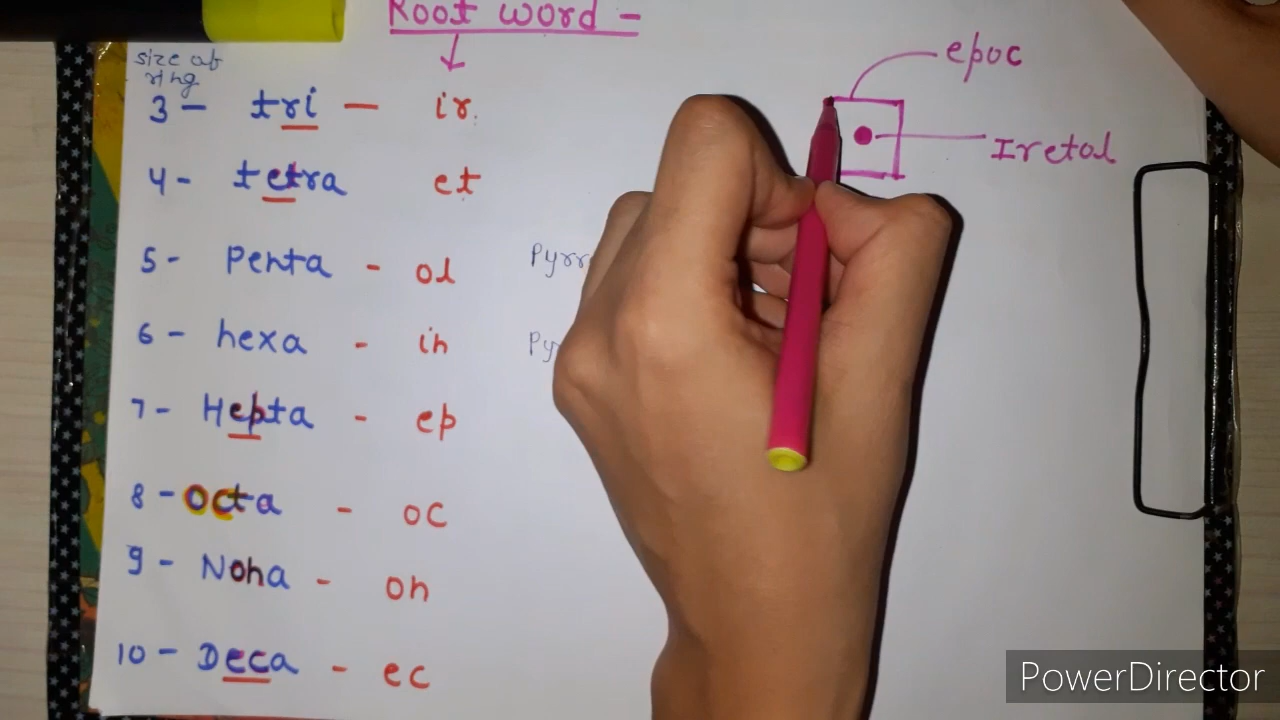 Root word -
size of
ring
3 - tri - ir
epoc
Iretol
4 - tetra et
5 - Penta - ol
6 - hexa - in
7 - Hepta - ep
8 - octa - oc
9 - Nona - on
10 - Deca - ec
PowerDirector